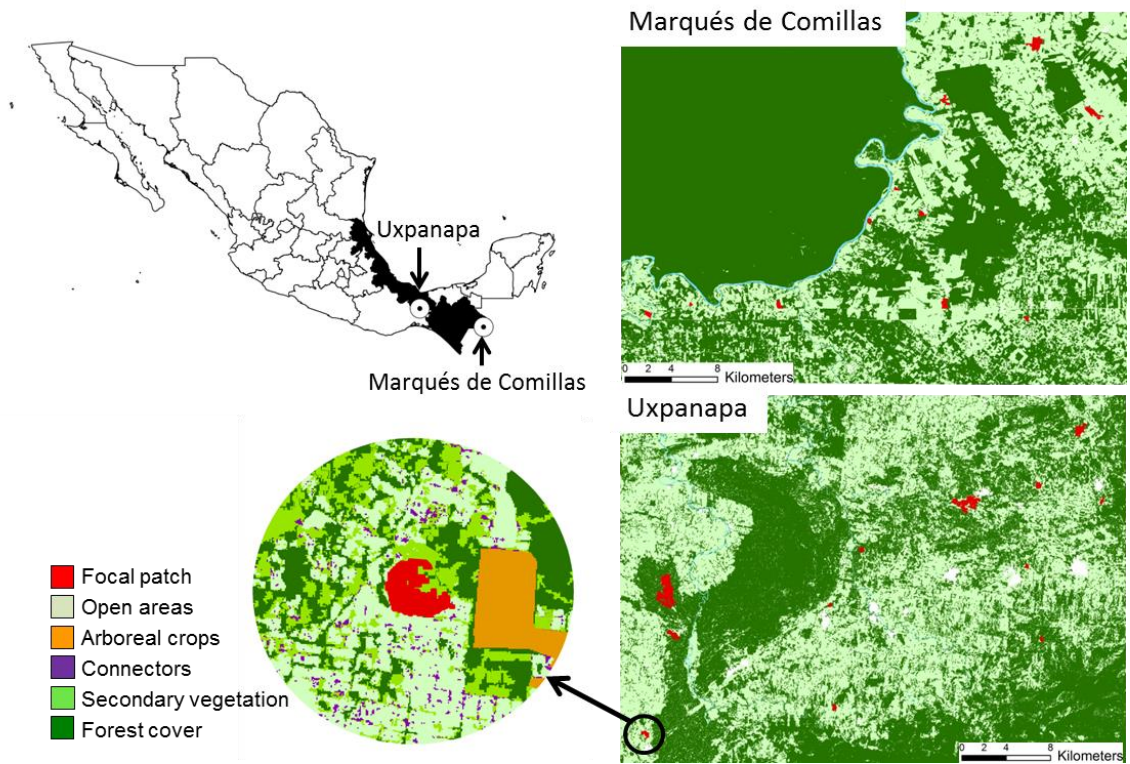 Marqués de Comillas
Uxpanapa
Marqués de Comillas
0 2 4 8
Kilometers
Uxpanapa
Focal patch
Open areas
Arboreal crops
Connectors
Secondary vegetation
Forest cover
0 2 4 8
Kilometers